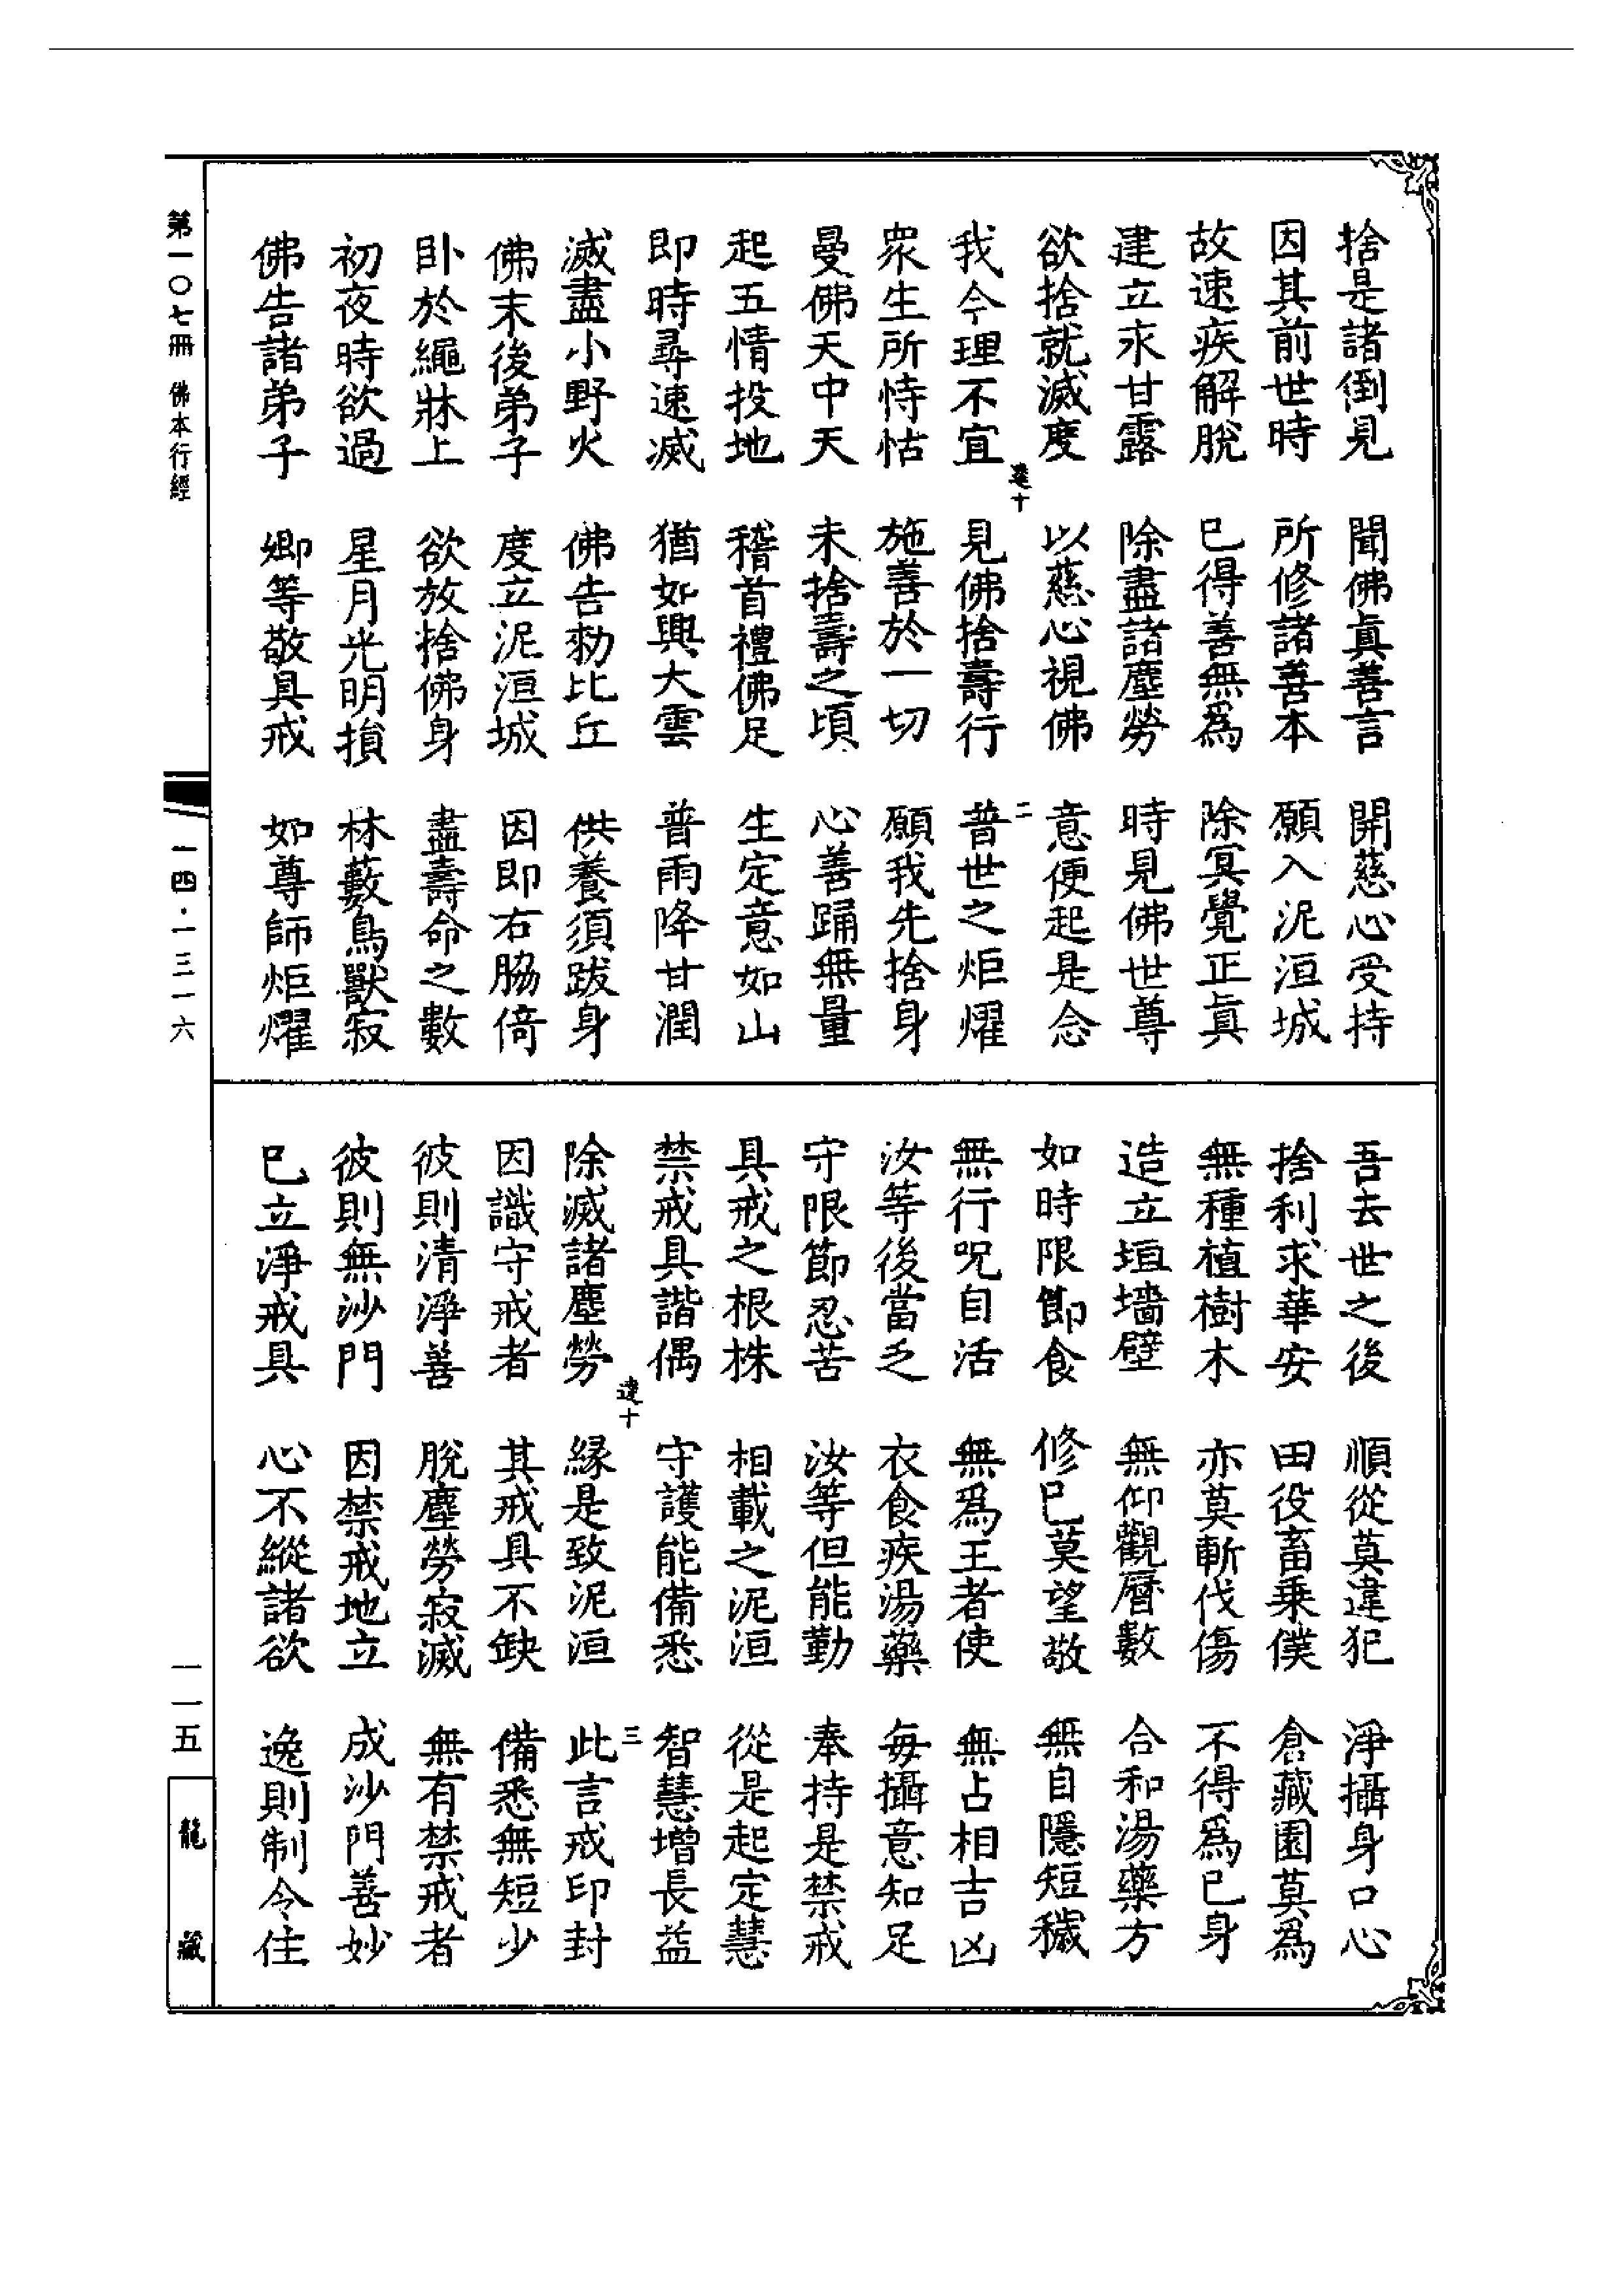 捨是諸倒見　聞佛眞善言　開慈心受持
因其前世時　所修諸善本　願入泥洹城
故速疾解脫　已得善無爲　除冥覺正眞
建立求甘露　除盡諸塵勞　時見佛世尊
欲捨就滅度　以慈心視佛　意便起是念
達十　二
我今理不宜　見佛捨壽行　普世之炬燿
衆生所恃怙　施善於一切　願我先捨身
曼佛天中天　未捨壽之頃　心善踊無量
起五情投地　稽首禮佛足　生定意如山
即時尋速滅　猶如興大雲　普雨降甘潤
滅盡小野火　佛告勑比丘　供養須跋身
佛末後弟子　度立泥洹城　因即右脇倚
臥於繩牀上　欲放捨佛身　盡壽命之數
初夜時欲過　星月光明損　林藪鳥獸寂
佛告諸弟子　卿等敬具戒　如尊師炬燿
吾去世之後　順從莫違犯　淨攝身口心
捨利求華安　田役畜乘僕　倉藏園莫爲
無種植樹木　亦莫斬伐傷　不得爲己身
造立垣墻壁　無仰觀曆數　合和湯藥方
如時限節食　修已莫望敬　無自隱短穢
無行呪自活　無爲王者使　無占相吉凶
汝等後當乏　衣食疾湯藥　每攝意知足
守限節忍苦　汝等但能勤　奉持是禁戒
具戒之根株　相載之泥洹　從是起定慧
禁戒具諧偶　守護能備悉　智慧增長益
達十　三
除滅諸塵勞　緣是致泥洹　此言戒印封
因識守戒者　其戒具不缺　備悉無短少
彼則清淨善　脫塵勞寂滅　無有禁戒者
彼則無沙門　因禁戒地立　成沙門善妙
已立淨戒具　心不縱諸欲　逸則制令住
第一〇七冊　佛本行經
一四·一三一六
一一五
龍藏